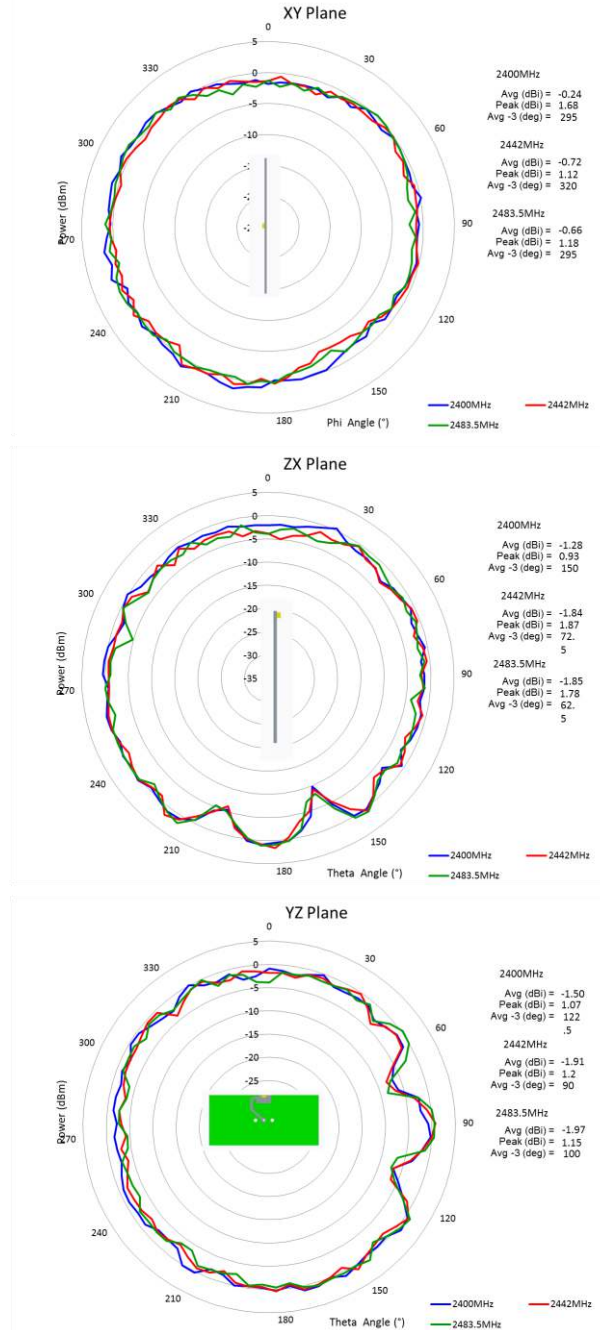 XY Plane
0
30
60
90
120
150
180
210
240
270
300
330
5
0
-5
-10
Power (dBm)
Phi Angle (°)
2400MHz
Avg (dBi) = -0.24
Peak (dBi) = 1.68
Avg -3 (deg) = 295
2442MHz
Avg (dBi) = -0.72
Peak (dBi) = 1.12
Avg -3 (deg) = 320
2483.5MHz
Avg (dBi) = -0.66
Peak (dBi) = 1.18
Avg -3 (deg) = 295
2400MHz
2442MHz
2483.5MHz
ZX Plane
0
30
60
90
120
150
180
210
240
270
300
330
5
0
-5
-10
-15
-20
-25
-30
-35
Power (dBm)
Theta Angle (°)
2400MHz
Avg (dBi) = -1.28
Peak (dBi) = 0.93
Avg -3 (deg) = 150
2442MHz
Avg (dBi) = -1.84
Peak (dBi) = 1.87
Avg -3 (deg) = 72.
5
2483.5MHz
Avg (dBi) = -1.85
Peak (dBi) = 1.78
Avg -3 (deg) = 62.
5
2400MHz
2442MHz
2483.5MHz
YZ Plane
0
30
60
90
120
150
180
210
240
270
300
330
5
0
-5
-10
-15
-20
-25
Power (dBm)
Theta Angle (°)
2400MHz
Avg (dBi) = -1.50
Peak (dBi) = 1.07
Avg -3 (deg) = 122
.5
2442MHz
Avg (dBi) = -1.91
Peak (dBi) = 1.2
Avg -3 (deg) = 90
2483.5MHz
Avg (dBi) = -1.97
Peak (dBi) = 1.15
Avg -3 (deg) = 100
2400MHz
2442MHz
2483.5MHz